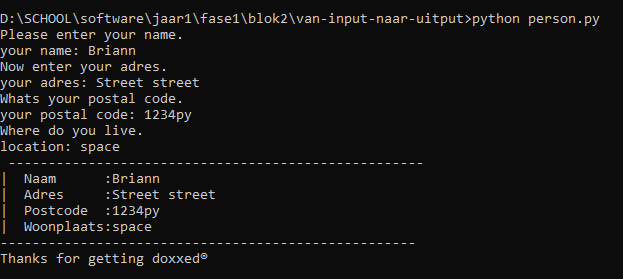 D:\SCHOOL\software\jaar1\fase1\blok2\van-input-naar-uitput>python person.py
Please enter your name.
your name: Briann
Now enter your adres.
your adres: Street street
Whats your postal code.
your postal code: 1234py
Where do you live.
location: space
 ----------------------------------------------------
|  Naam      :Briann
|  Adres     :Street street
|  Postcode  :1234py
|  Woonplaats:space
----------------------------------------------------
Thanks for getting doxxed®